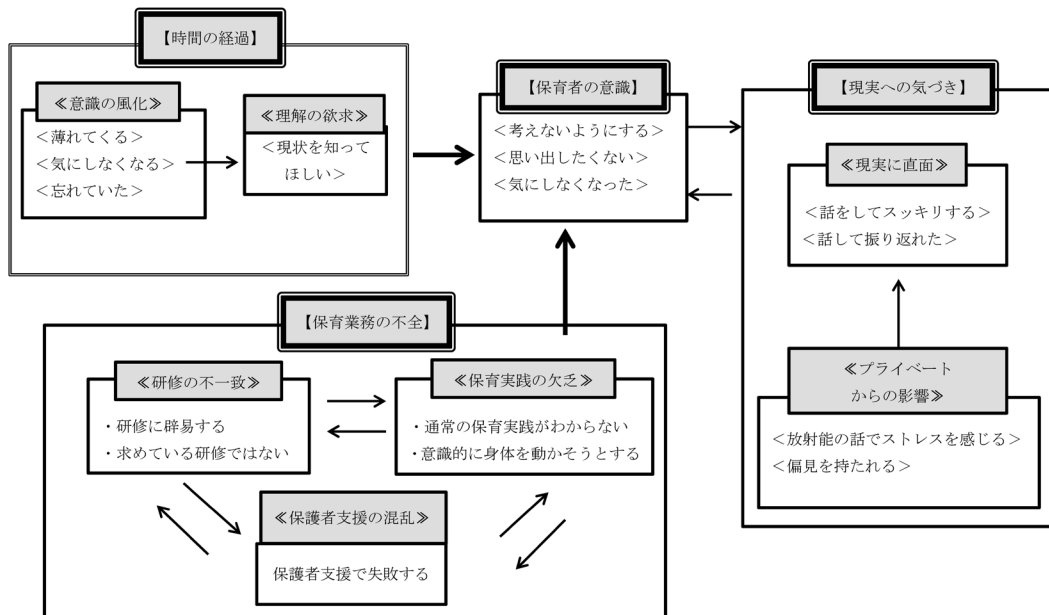 【時間の経過】
≪意識の風化≫
＜薄れてくる＞
＜気にしなくなる＞
＜忘れていた＞
≪理解の欲求≫
＜現状を知って
ほしい＞
【保育者の意識】
＜考えないようにする＞
＜思い出したくない＞
＜気にしなくなった＞
【現実への気づき】
≪現実に直面≫
＜話をしてスッキリする＞
＜話して振り返れた＞
≪プライベート
からの影響≫
＜放射能の話でストレスを感じる＞
＜偏見を持たれる＞
【保育業務の不全】
≪研修の不一致≫
・研修に辟易する
・求めている研修ではない
≪保育実践の欠乏≫
・通常の保育実践がわからない
・意識的に身体を動かそうとする
≪保護者支援の混乱≫
保護者支援で失敗する